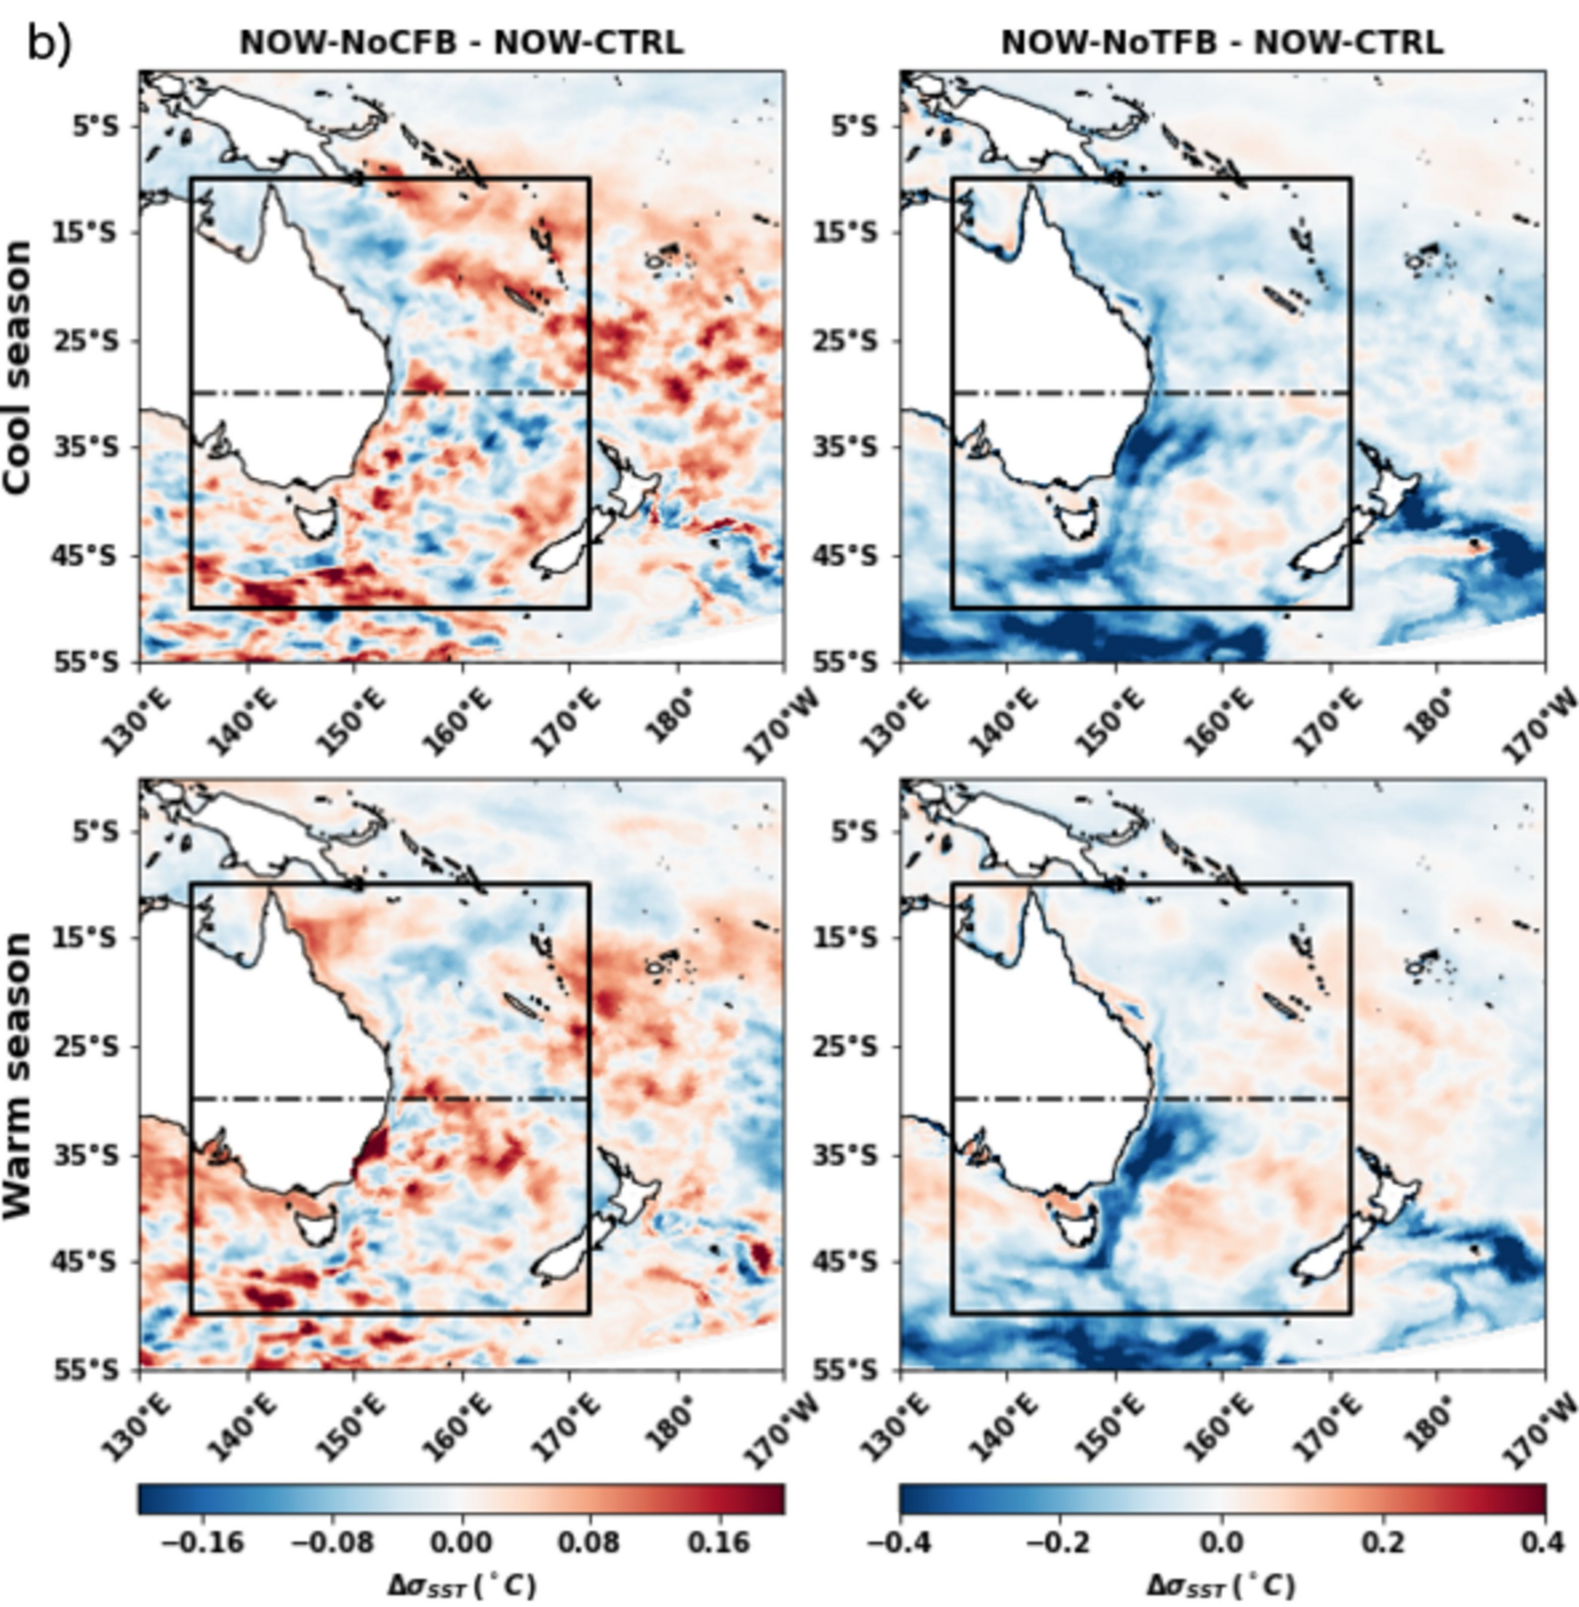 b)
NOW-NoCFB - NOW-CTRL
NOW-NoTFB - NOW-CTRL
Cool season
5°S
15°S
25°S
35°S
45°S
55°S
130°E 140°E 150°E 160°E 170°E 180° 170°W
5°S
15°S
25°S
35°S
45°S
55°S
130°E 140°E 150°E 160°E 170°E 180° 170°W
Warm season
5°S
15°S
25°S
35°S
45°S
55°S
130°E 140°E 150°E 160°E 170°E 180° 170°W
5°S
15°S
25°S
35°S
45°S
55°S
130°E 140°E 150°E 160°E 170°E 180° 170°W
−0.16 −0.08 0.00 0.08 0.16
Δσ_SST (°C)
−0.4 −0.2 0.0 0.2 0.4
Δσ_SST (°C)